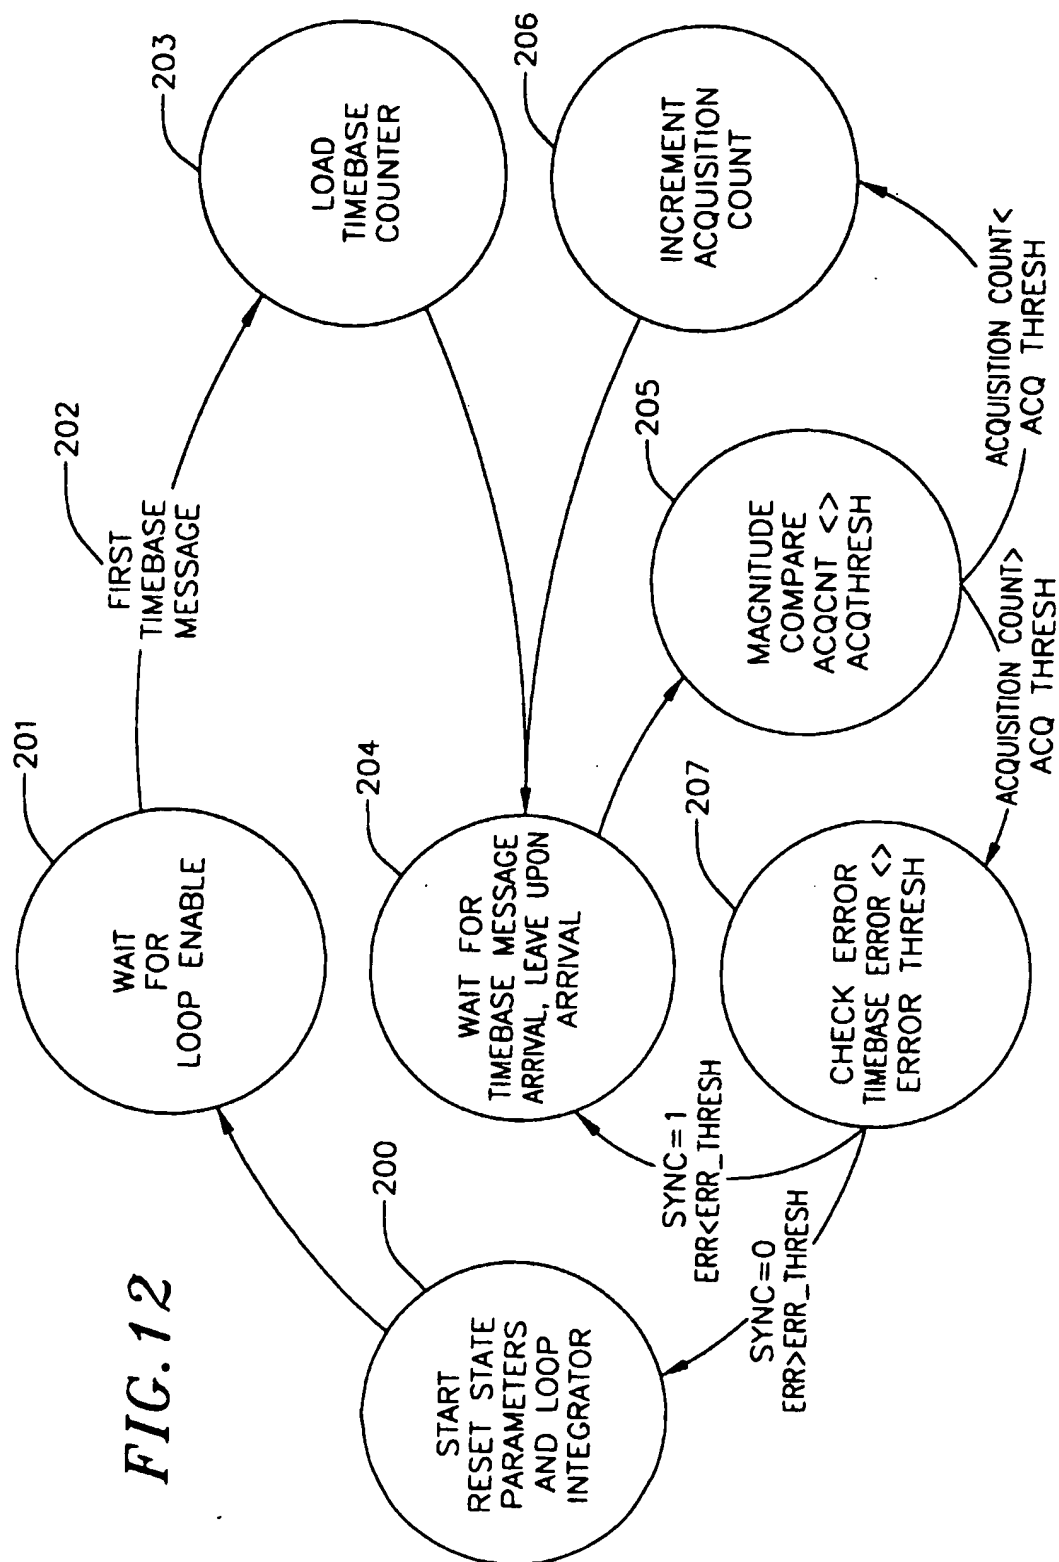 FIG.12
START
RESET STATE
PARAMETERS
AND LOOP
INTEGRATOR
200
WAIT
FOR
LOOP ENABLE
201
FIRST
TIMEBASE
MESSAGE
202
LOAD
TIMEBASE
COUNTER
203
WAIT FOR
TIMEBASE MESSAGE
ARRIVAL, LEAVE UPON
ARRIVAL
204
MAGNITUDE
COMPARE
ACQCNT <>
ACQTHRESH
205
INCREMENT
ACQUISITION
COUNT
206
ACQUISITION COUNT<
ACQ THRESH
ACQUISITION COUNT>
ACQ THRESH
CHECK ERROR
TIMEBASE ERROR <>
ERROR THRESH
207
SYNC=1
ERR<ERR_THRESH
SYNC=0
ERR>ERR_THRESH